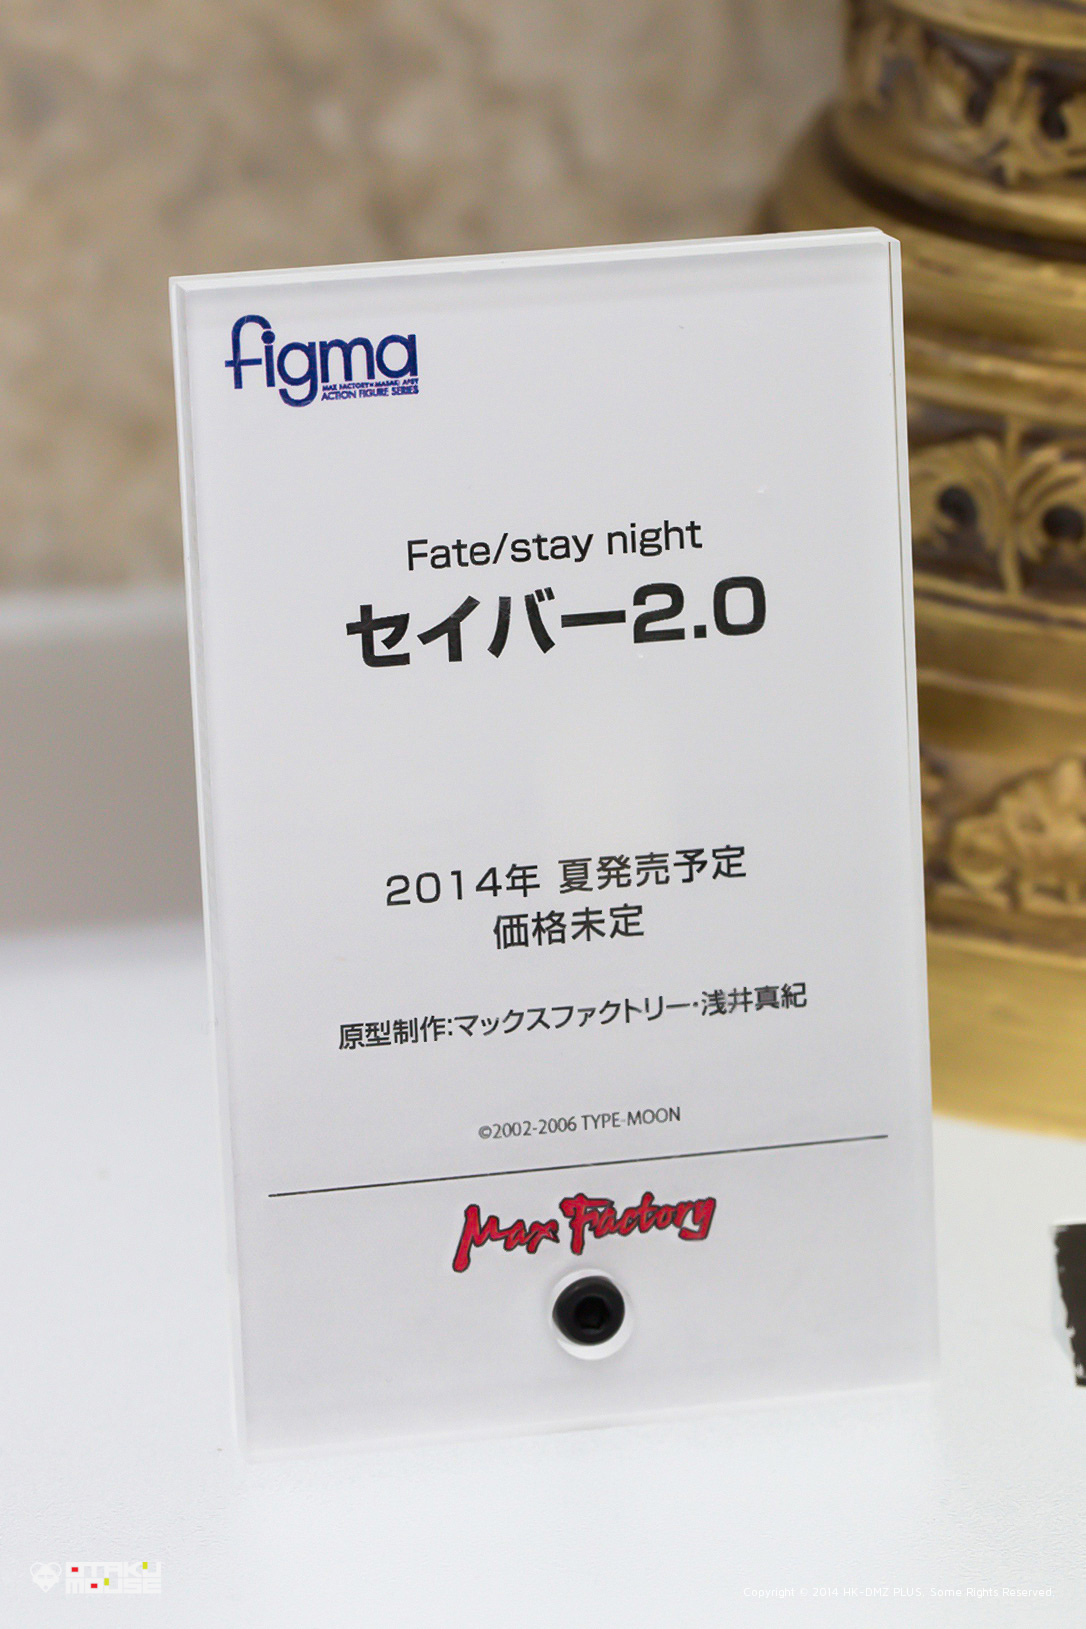 figma
MAX FACTORY × MASAKI APSY
ACTION FIGURE SERIES
Fate/stay night
セイバー2.0
2014年 夏発売予定
価格未定
原型制作:マックスファクトリー・浅井真紀
©2002-2006 TYPE-MOON
Max Factory
OTAKU
MOUSE
Copyright © 2014 HK-DMZ PLUS. Some Rights Reserved.